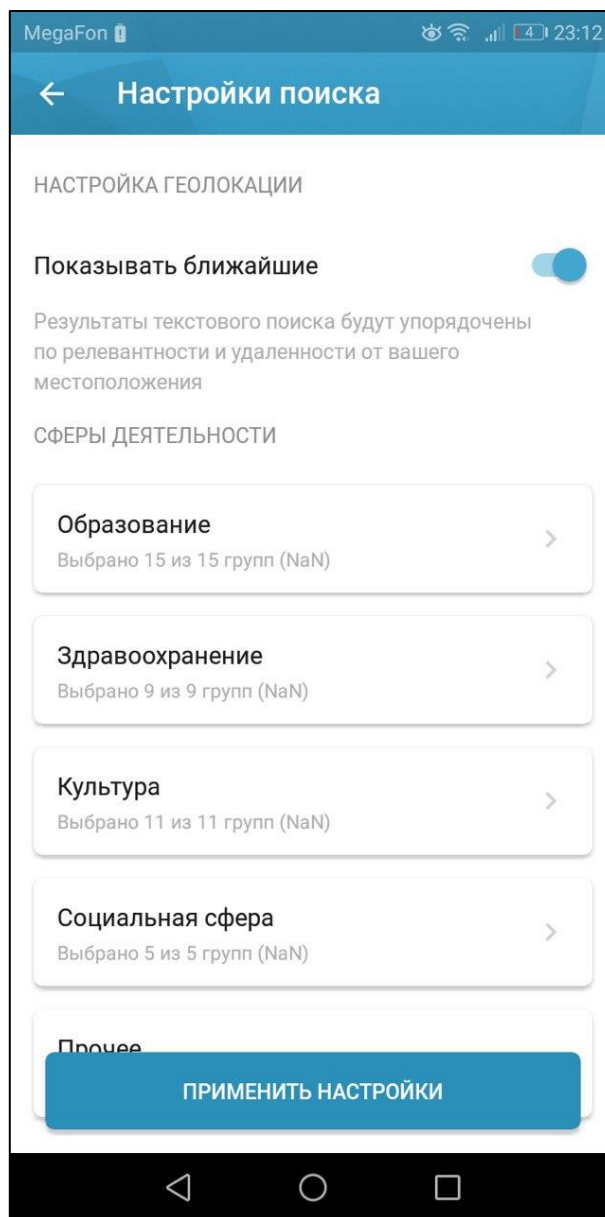 MegaFon 4 23:12
Настройки поиска
НАСТРОЙКА ГЕОЛОКАЦИИ
Показывать ближайшие
Результаты текстового поиска будут упорядочены
по релевантности и удаленности от вашего
местоположения
СФЕРЫ ДЕЯТЕЛЬНОСТИ
Образование
Выбрано 15 из 15 групп (NaN)
Здравоохранение
Выбрано 9 из 9 групп (NaN)
Культура
Выбрано 11 из 11 групп (NaN)
Социальная сфера
Выбрано 5 из 5 групп (NaN)
Прочее
ПРИМЕНИТЬ НАСТРОЙКИ